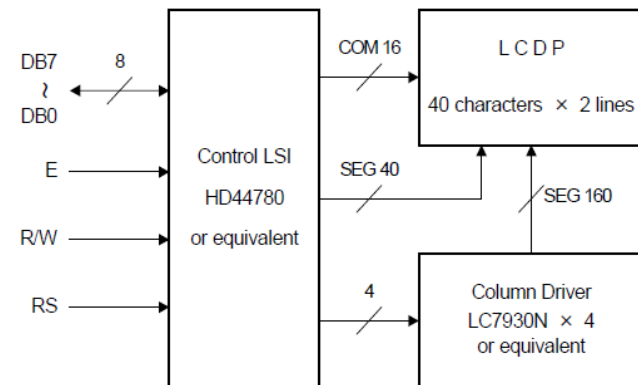 DB7
~
DB0
8
E
R/W
RS
Control LSI
HD44780
or equivalent
COM 16
SEG 40
4
L C D P
40 characters × 2 lines
SEG 160
Column Driver
LC7930N × 4
or equivalent